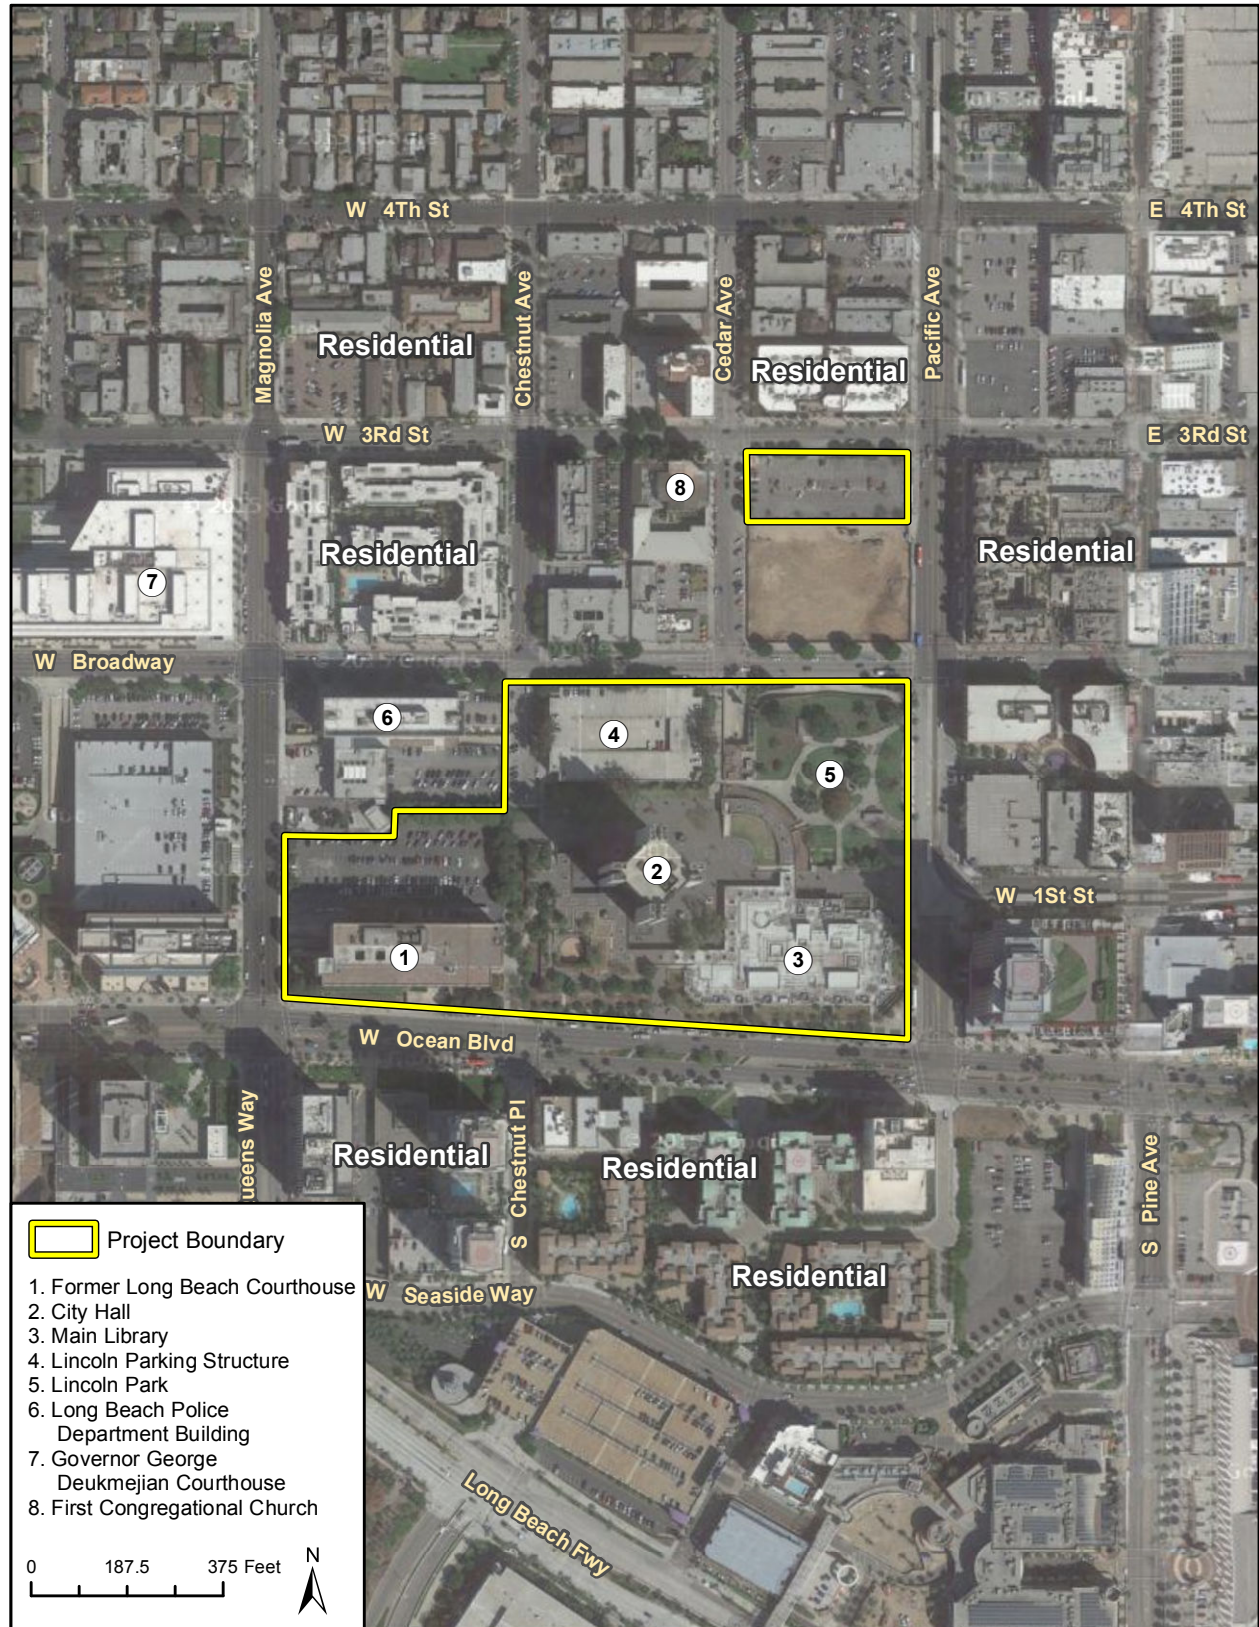 W 4Th St
E 4Th St
Magnolia Ave
Chestnut Ave
Cedar Ave
Pacific Ave
Residential
Residential
W 3Rd St
E 3Rd St
8
Residential
Residential
7
W Broadway
6
4
5
2
W 1St St
1
3
W Ocean Blvd
Queens Way
S Chestnut Pl
S Pine Ave
Residential
Residential
Residential
W Seaside Way
Long Beach Fwy
Project Boundary
1. Former Long Beach Courthouse
2. City Hall
3. Main Library
4. Lincoln Parking Structure
5. Lincoln Park
6. Long Beach Police
Department Building
7. Governor George
Deukmejian Courthouse
8. First Congregational Church
0 187.5 375 Feet
N